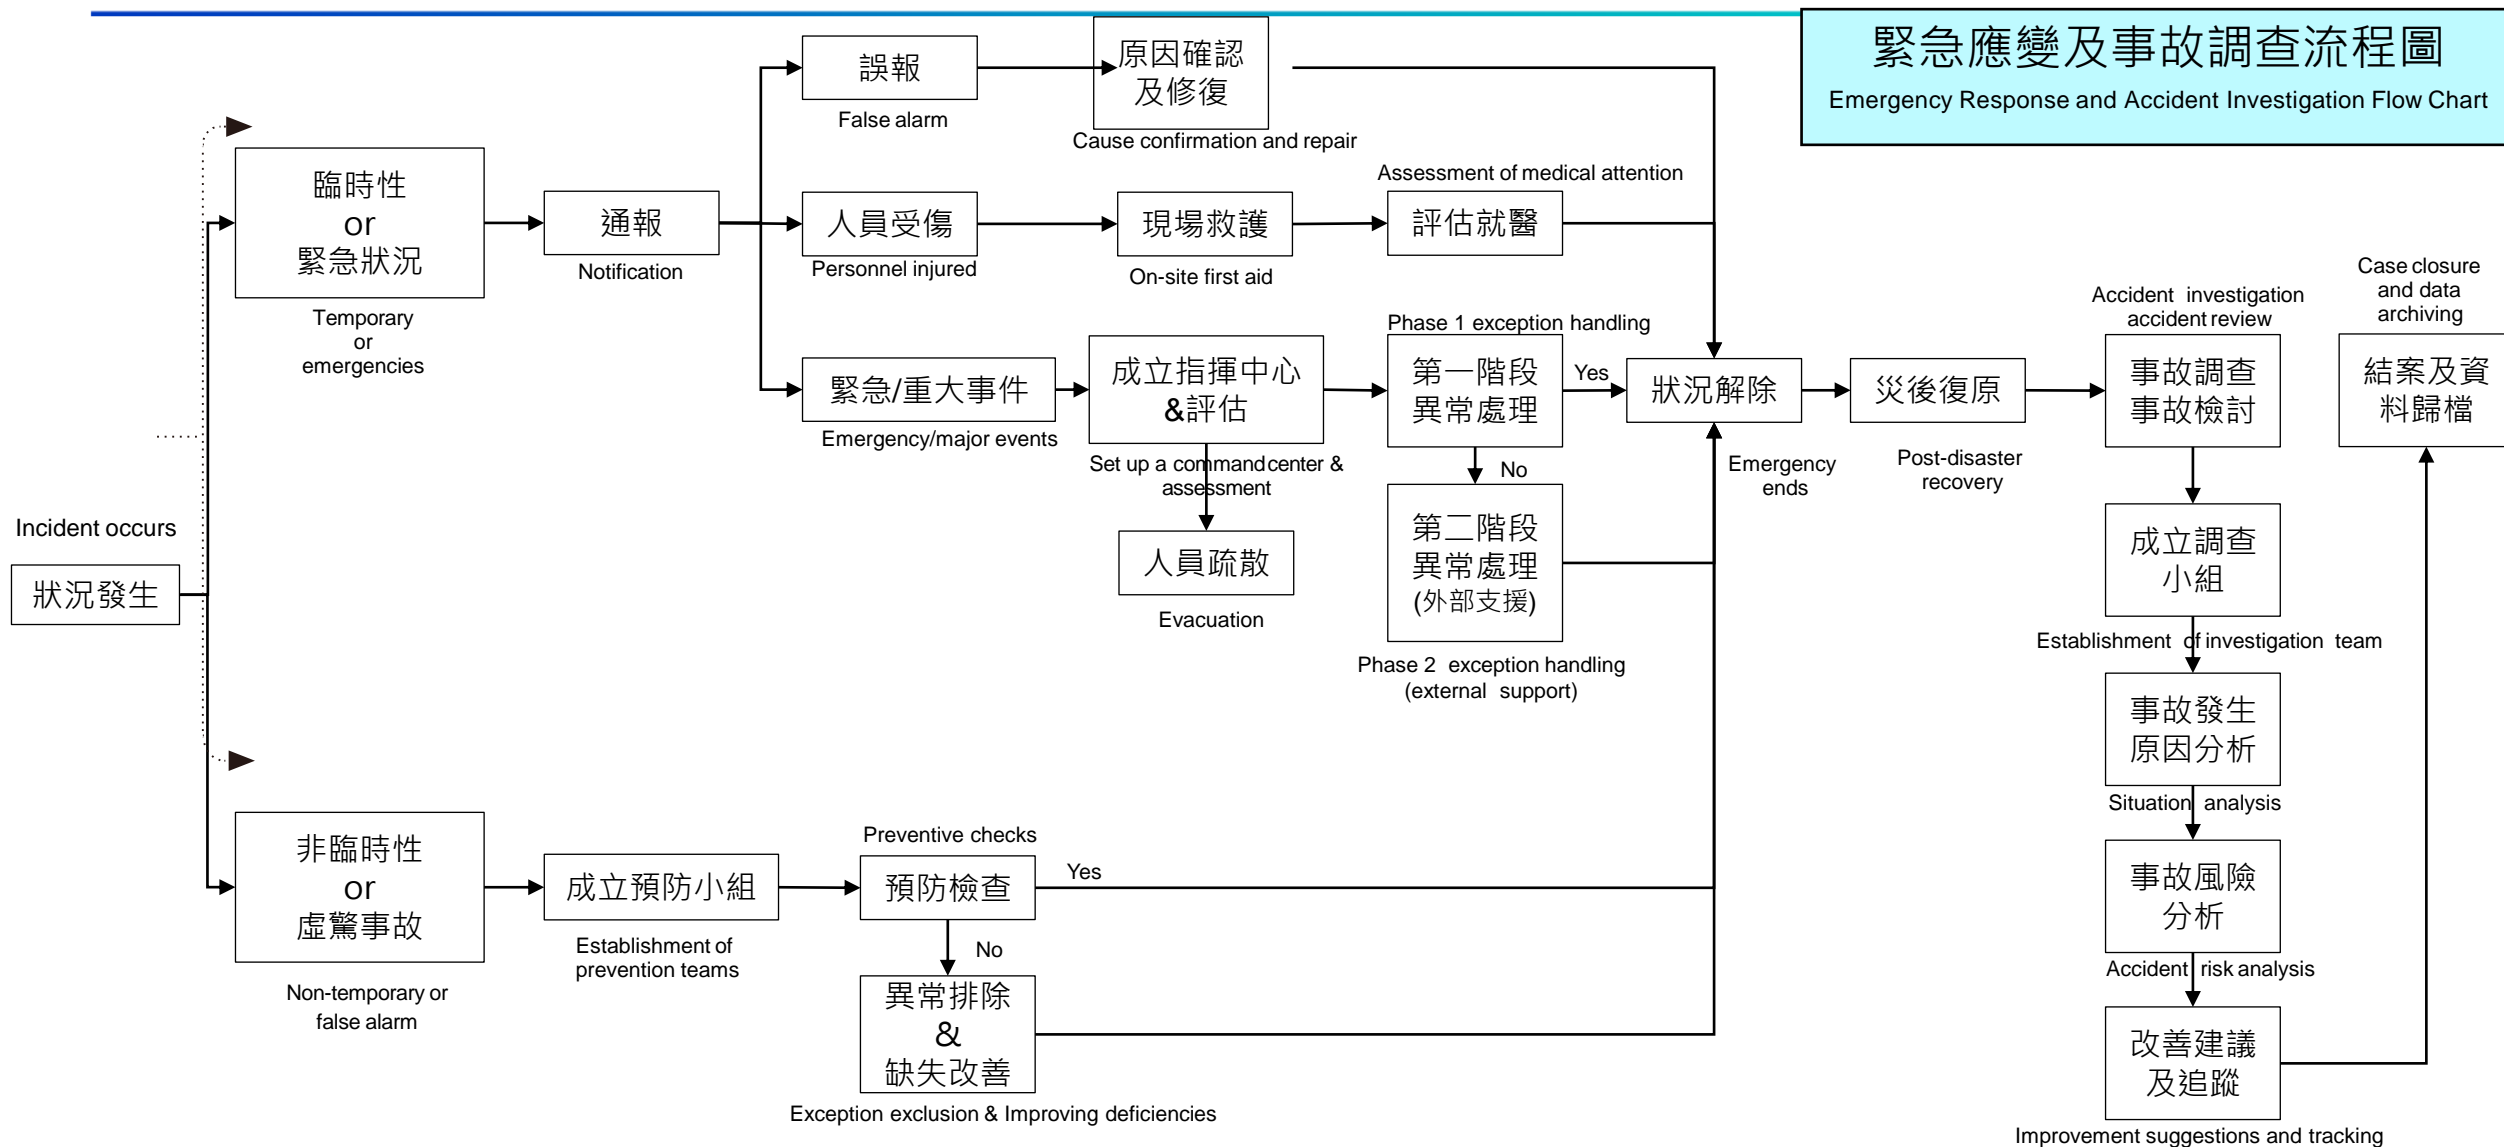 緊急應變及事故調查流程圖
Emergency Response and Accident Investigation Flow Chart
誤報
False alarm
原因確認
及修復
Cause confirmation and repair
臨時性
or
緊急狀況
Temporary
or
emergencies
通報
Notification
人員受傷
Personnel injured
現場救護
On-site first aid
Assessment of medical attention
評估就醫
緊急/重大事件
Emergency/major events
成立指揮中心
&評估
Set up a command center &
assessment
人員疏散
Evacuation
Phase 1 exception handling
第一階段
異常處理
Yes
No
第二階段
異常處理
(外部支援)
Phase 2 exception handling
(external support)
狀況解除
Emergency
ends
災後復原
Post-disaster
recovery
Accident investigation
accident review
事故調查
事故檢討
成立調查
小組
Establishment of investigation team
事故發生
原因分析
Situation analysis
事故風險
分析
Accident risk analysis
改善建議
及追蹤
Improvement suggestions and tracking
Case closure
and data
archiving
結案及資
料歸檔
Incident occurs
狀況發生
非臨時性
or
虛驚事故
Non-temporary or
false alarm
成立預防小組
Establishment of
prevention teams
Preventive checks
預防檢查
Yes
No
異常排除
&
缺失改善
Exception exclusion & Improving deficiencies